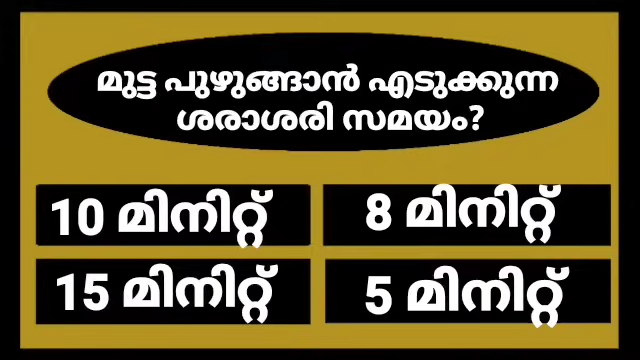 മുട്ട പുഴുങ്ങാൻ എടുക്കുന്ന
ശരാശരി സമയം?
10 മിനിറ്റ്
8 മിനിറ്റ്
15 മിനിറ്റ്
5 മിനിറ്റ്